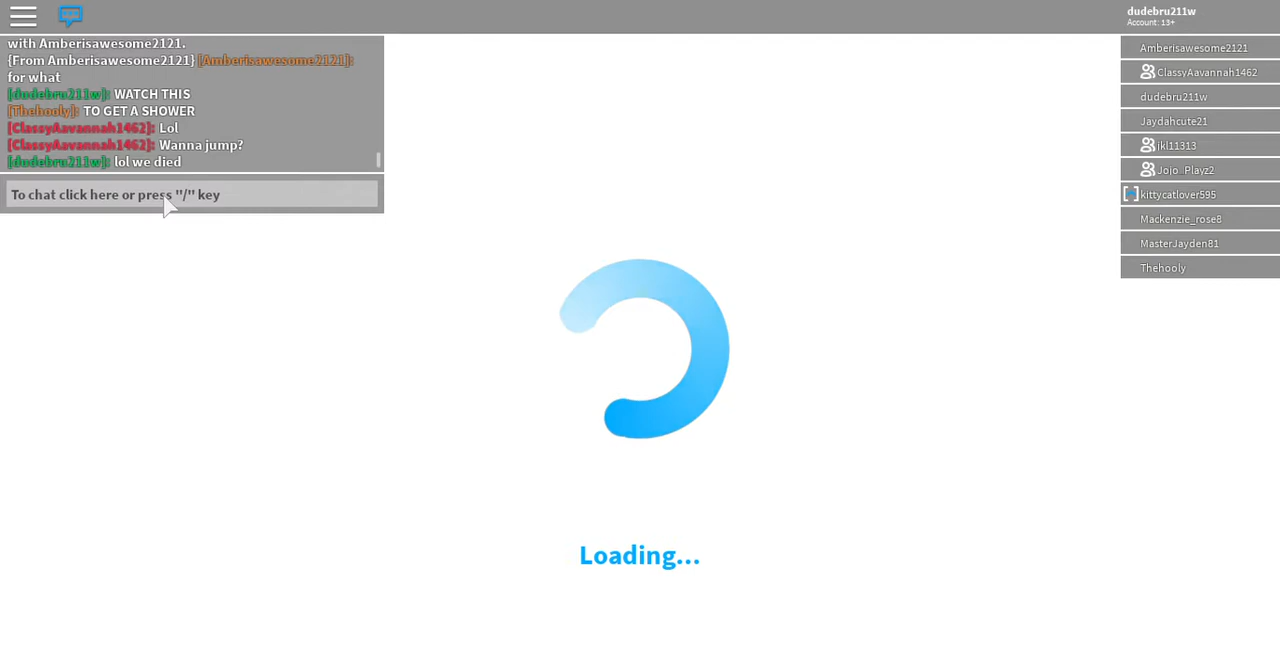 dudebru211w
Account: 13+
with Amberisawesome2121.
{From Amberisawesome2121} [Amberisawesome2121]:
for what
[dudebru211w]: WATCH THIS
[Thehooly]: TO GET A SHOWER
[ClassyAavannah1462]: Lol
[ClassyAavannah1462]: Wanna jump?
[dudebru211w]: lol we died
To chat click here or press "/" key
Amberisawesome2121
ClassyAavannah1462
dudebru211w
Jaydahcute21
jkl11313
Jojo_Playz2
kittycatlover595
Mackenzie_rose8
MasterJayden81
Thehooly
Loading...